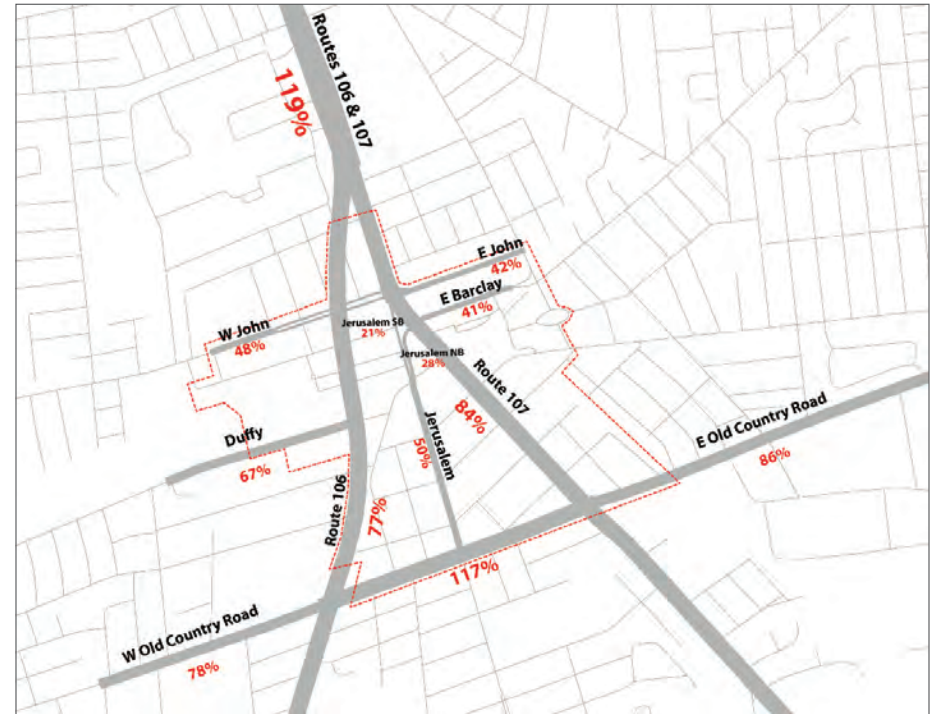 Routes 106 & 107
119%
E John
42%
E Barclay
41%
Jerusalem SB
21%
W John
48%
Jerusalem NB
28%
Route 107
84%
Jerusalem
50%
E Old Country Road
86%
Duffy
67%
Route 106
77%
117%
W Old Country Road
78%